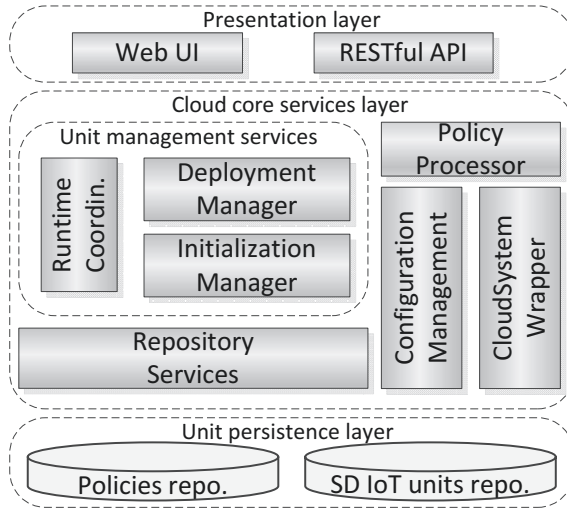 Presentation layer
Web UI
RESTful API
Cloud core services layer
Unit management services
Runtime
Coordin.
Deployment
Manager
Initialization
Manager
Repository
Services
Policy
Processor
Configuration
Management
CloudSystem
Wrapper
Unit persistence layer
Policies repo.
SD IoT units repo.